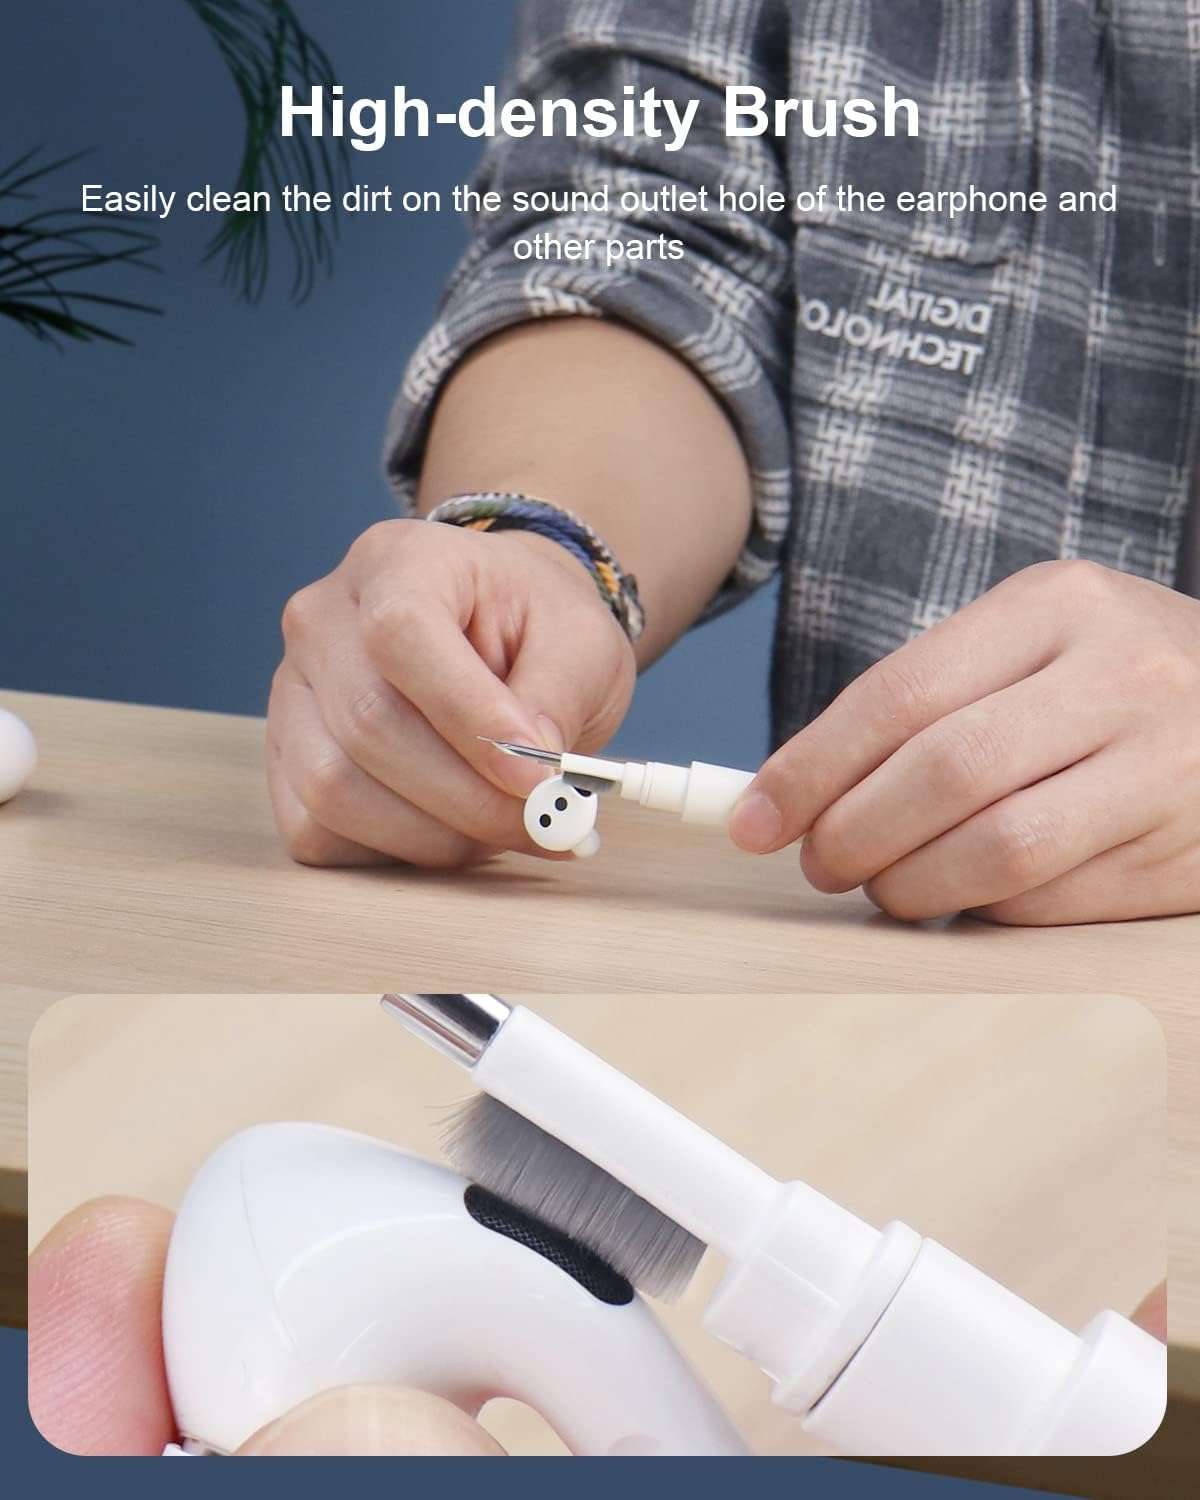 High-density Brush
Easily clean the dirt on the sound outlet hole of the earphone and
other parts
DIGITAL
TECHNOLO